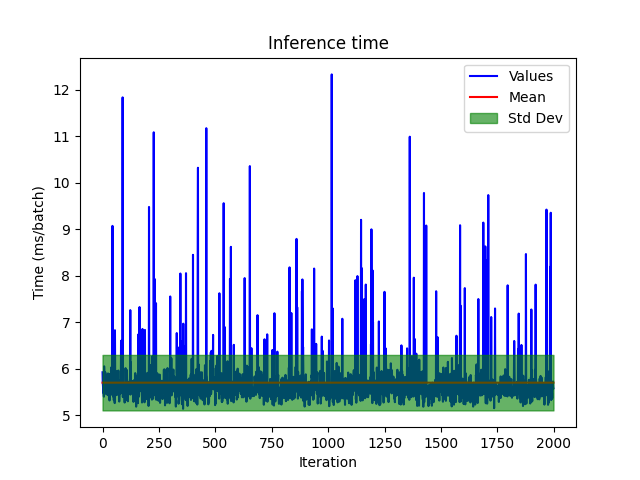 Inference time
Values
Mean
Std Dev
Time (ms/batch)
12
11
10
9
8
7
6
5
0 250 500 750 1000 1250 1500 1750 2000
Iteration